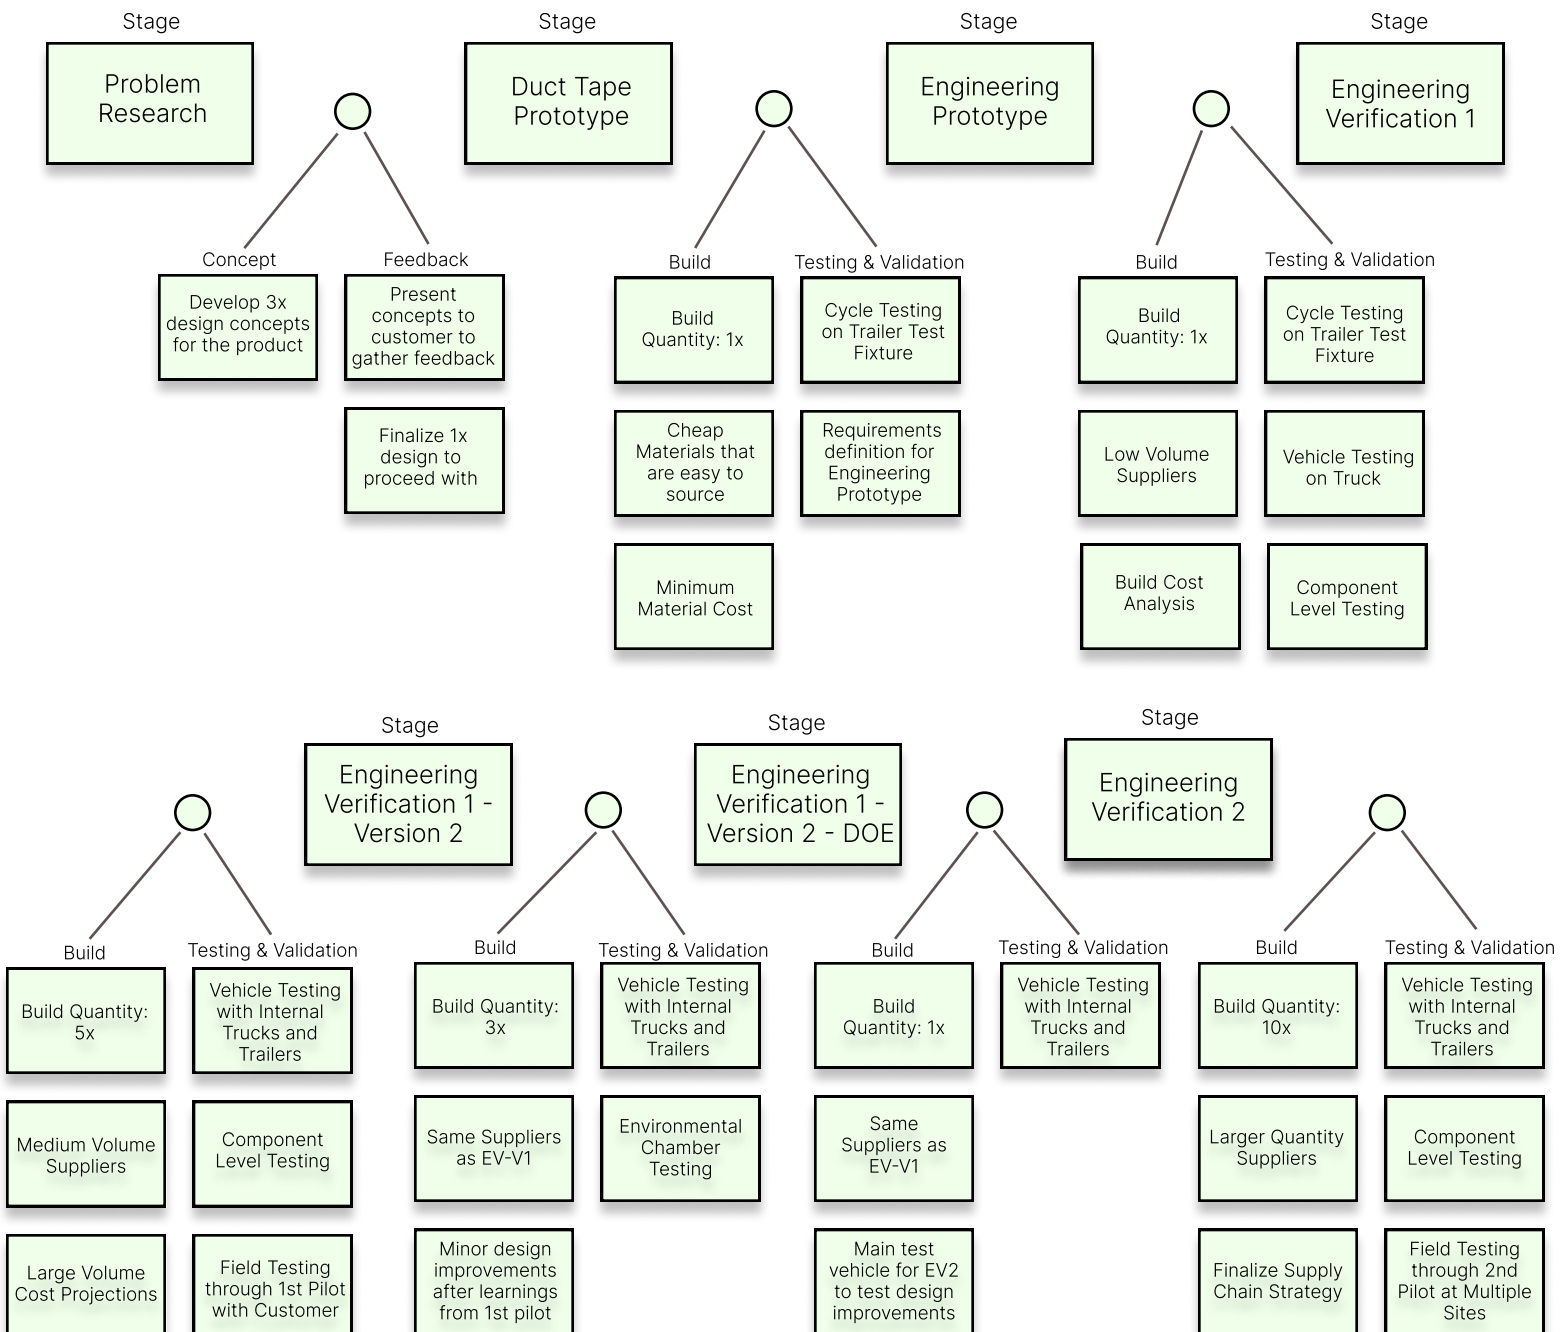 Stage
Problem
Research
Stage
Duct Tape
Prototype
Stage
Engineering
Prototype
Stage
Engineering
Verification 1
Concept
Develop 3x
design concepts
for the product
Feedback
Present
concepts to
customer to
gather feedback
Finalize 1x
design to
proceed with
Build
Build
Quantity: 1x
Cheap
Materials that
are easy to
source
Minimum
Material Cost
Testing & Validation
Cycle Testing
on Trailer Test
Fixture
Requirements
definition for
Engineering
Prototype
Build
Build
Quantity: 1x
Low Volume
Suppliers
Build Cost
Analysis
Testing & Validation
Cycle Testing
on Trailer Test
Fixture
Vehicle Testing
on Truck
Component
Level Testing
Stage
Engineering
Verification 1 -
Version 2
Stage
Engineering
Verification 1 -
Version 2 - DOE
Stage
Engineering
Verification 2
Build
Build Quantity:
5x
Medium Volume
Suppliers
Large Volume
Cost Projections
Testing & Validation
Vehicle Testing
with Internal
Trucks and
Trailers
Component
Level Testing
Field Testing
through 1st Pilot
with Customer
Build
Build Quantity:
3x
Same Suppliers
as EV-V1
Minor design
improvements
after learnings
from 1st pilot
Testing & Validation
Vehicle Testing
with Internal
Trucks and
Trailers
Environmental
Chamber
Testing
Build
Build
Quantity: 1x
Same
Suppliers as
EV-V1
Main test
vehicle for EV2
to test design
improvements
Testing & Validation
Vehicle Testing
with Internal
Trucks and
Trailers
Build
Build Quantity:
10x
Larger Quantity
Suppliers
Finalize Supply
Chain Strategy
Testing & Validation
Vehicle Testing
with Internal
Trucks and
Trailers
Component
Level Testing
Field Testing
through 2nd
Pilot at Multiple
Sites